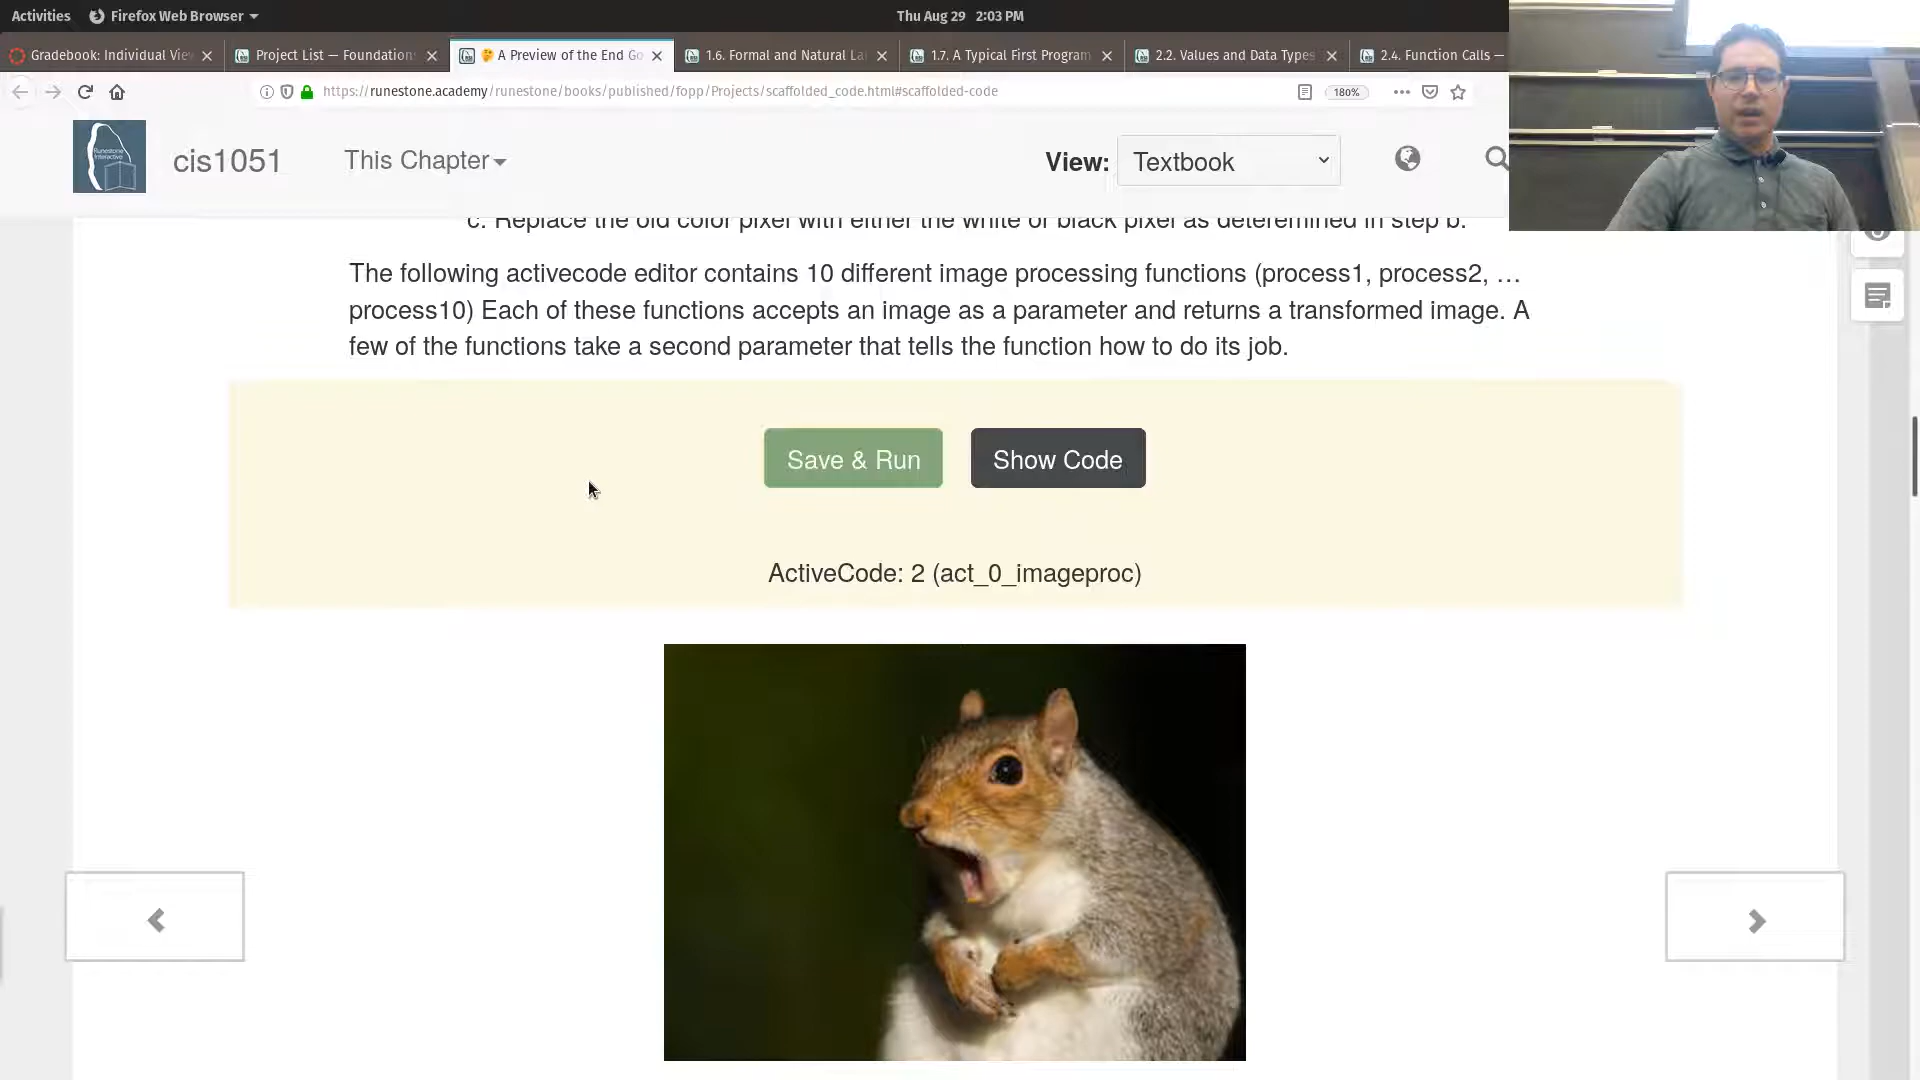 Activities Firefox Web Browser Thu Aug 29 2:03 PM
Gradebook: Individual Vie Project List — Foundation A Preview of the End Go 1.6. Formal and Natural La 1.7. A Typical First Program 2.2. Values and Data Types 2.4. Function Calls —
https://runestone.academy/runestone/books/published/fopp/Projects/scaffolded_code.html#scaffolded-code 180%
Runestone Interactive
cis1051 This Chapter View: Textbook
c. Replace the old color pixel with either the white or black pixel as deteremined in step b.
The following activecode editor contains 10 different image processing functions (process1, process2, …
process10) Each of these functions accepts an image as a parameter and returns a transformed image. A
few of the functions take a second parameter that tells the function how to do its job.
Save & Run Show Code
ActiveCode: 2 (act_0_imageproc)